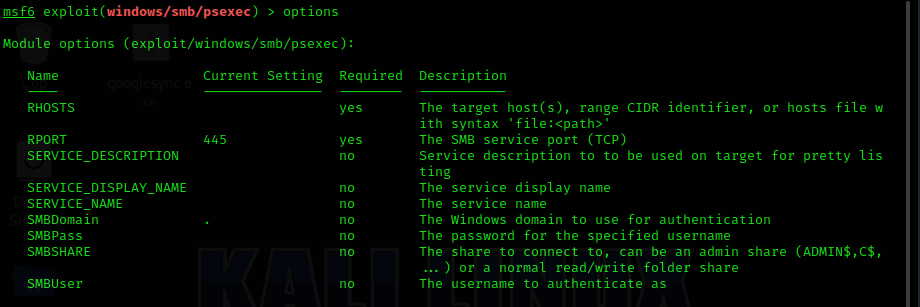 msf6 exploit(windows/smb/psexec) > options
Module options (exploit/windows/smb/psexec):
Name Current Setting Required Description
RHOSTS yes The target host(s), range CIDR identifier, or hosts file w
ith syntax 'file:<path>'
RPORT 445 yes The SMB service port (TCP)
SERVICE_DESCRIPTION no Service description to to be used on target for pretty lis
ting
SERVICE_DISPLAY_NAME no The service display name
SERVICE_NAME no The service name
SMBDomain . no The Windows domain to use for authentication
SMBPass no The password for the specified username
SMBSHARE no The share to connect to, can be an admin share (ADMIN$,C$,
...) or a normal read/write folder share
SMBUser no The username to authenticate as
googlesync.e
xe
KALI LINUX